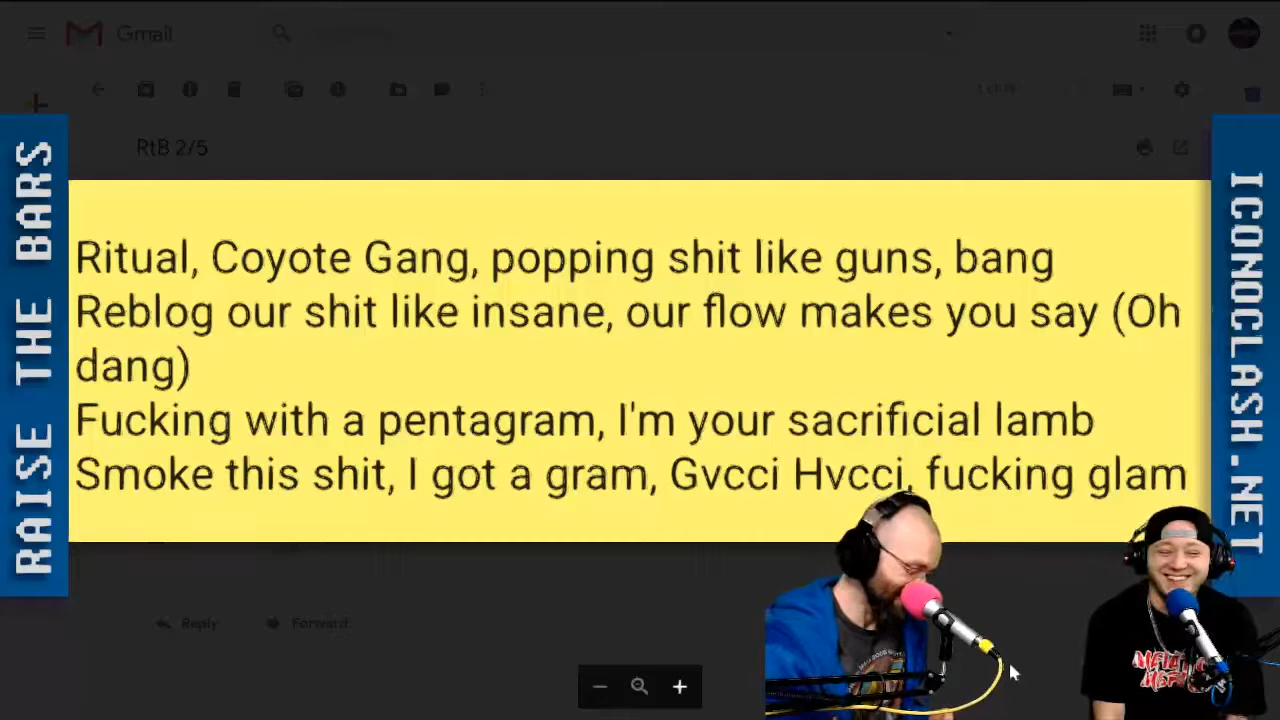 Gmail
RtB 2/5
RAISE THE BARS
ICONOCLASH.NET
Ritual, Coyote Gang, popping shit like guns, bang
Reblog our shit like insane, our flow makes you say (Oh
dang)
Fucking with a pentagram, I'm your sacrificial lamb
Smoke this shit, I got a gram, Gvcci Hvcci, fucking glam
Reply
Forward